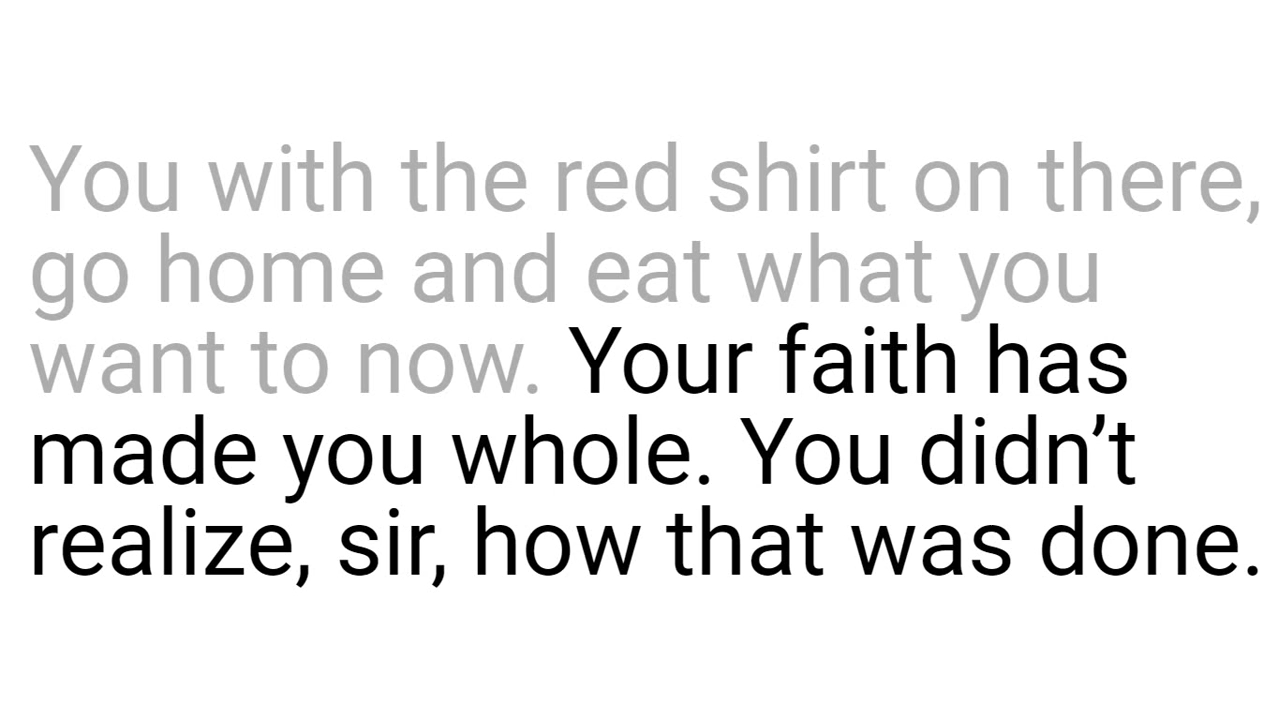 You with the red shirt on there,
go home and eat what you
want to now. Your faith has
made you whole. You didn’t
realize, sir, how that was done.